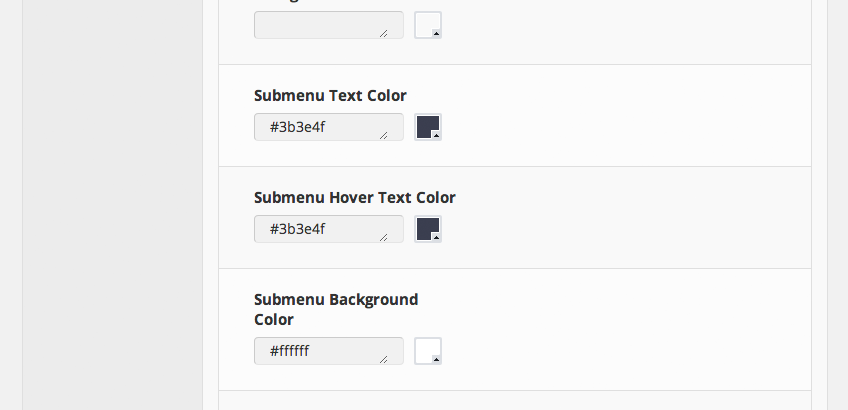 Submenu Text Color
#3b3e4f
Submenu Hover Text Color
#3b3e4f
Submenu Background
Color
#ffffff